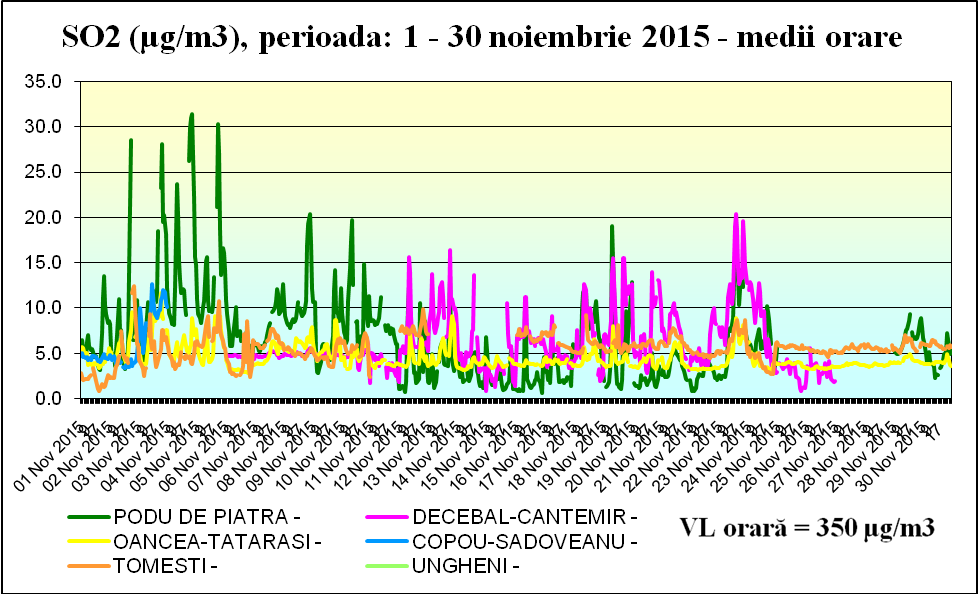 SO2 (µg/m3), perioada: 1 - 30 noiembrie 2015 - medii orare
35.0
30.0
25.0
20.0
15.0
10.0
5.0
0.0
01 Nov 2015
02 Nov 2015
03 Nov 2015
04 Nov 2015
05 Nov 2015
06 Nov 2015
07 Nov 2015
08 Nov 2015
09 Nov 2015
10 Nov 2015
11 Nov 2015
12 Nov 2015
13 Nov 2015
14 Nov 2015
15 Nov 2015
16 Nov 2015
17 Nov 2015
18 Nov 2015
19 Nov 2015
20 Nov 2015
21 Nov 2015
22 Nov 2015
23 Nov 2015
24 Nov 2015
25 Nov 2015
26 Nov 2015
27 Nov 2015
28 Nov 2015
29 Nov 2015
30 Nov 2015
17
PODU DE PIATRA -
DECEBAL-CANTEMIR -
OANCEA-TATARASI -
COPOU-SADOVEANU -
TOMESTI -
UNGHENI -
VL orară = 350 µg/m3